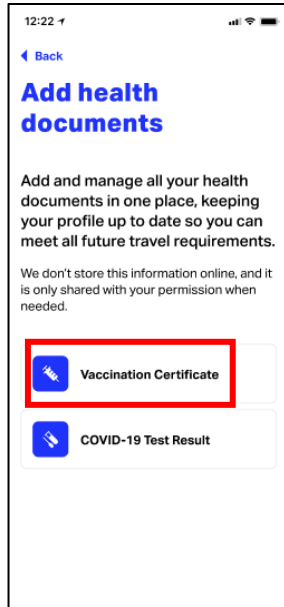 12:22
Back
Add health
documents
Add and manage all your health
documents in one place, keeping
your profile up to date so you can
meet all future travel requirements.
We don't store this information online, and it
is only shared with your permission when
needed.
Vaccination Certificate
COVID-19 Test Result